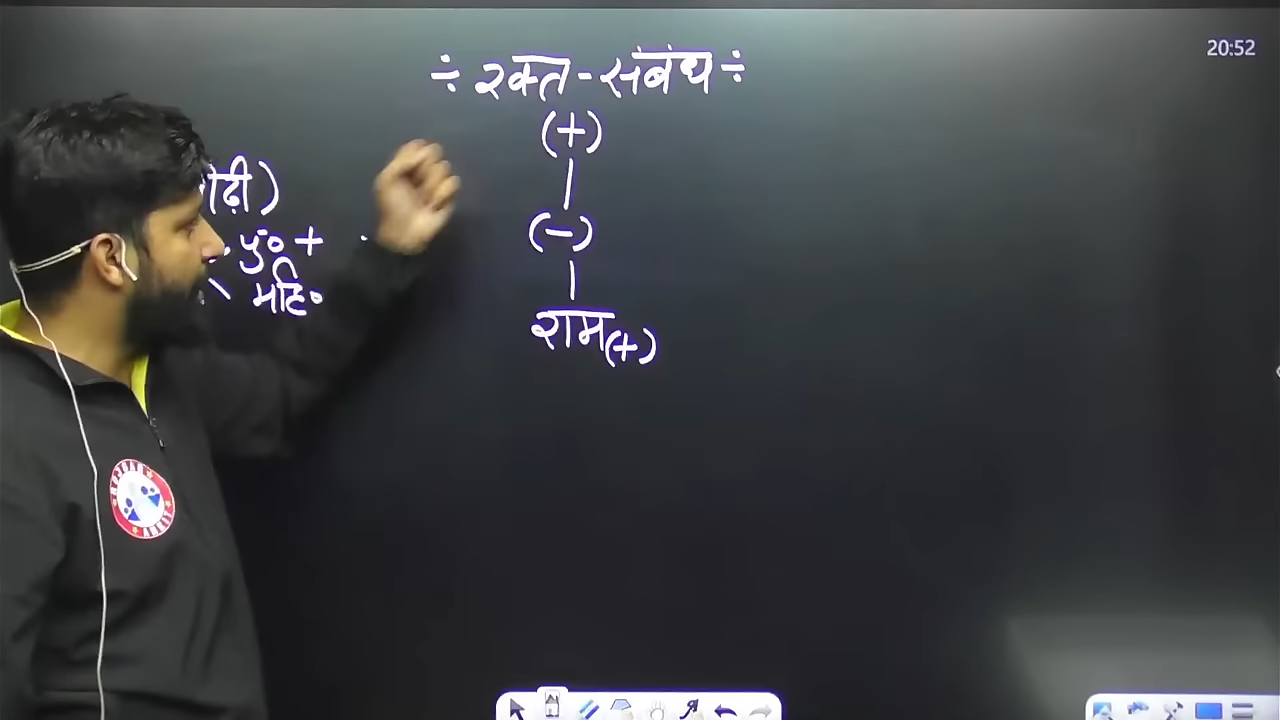 ÷ रक्त-संबंध ÷
(+)
(-)
राम(+)
पुं० +
महि०
20:52